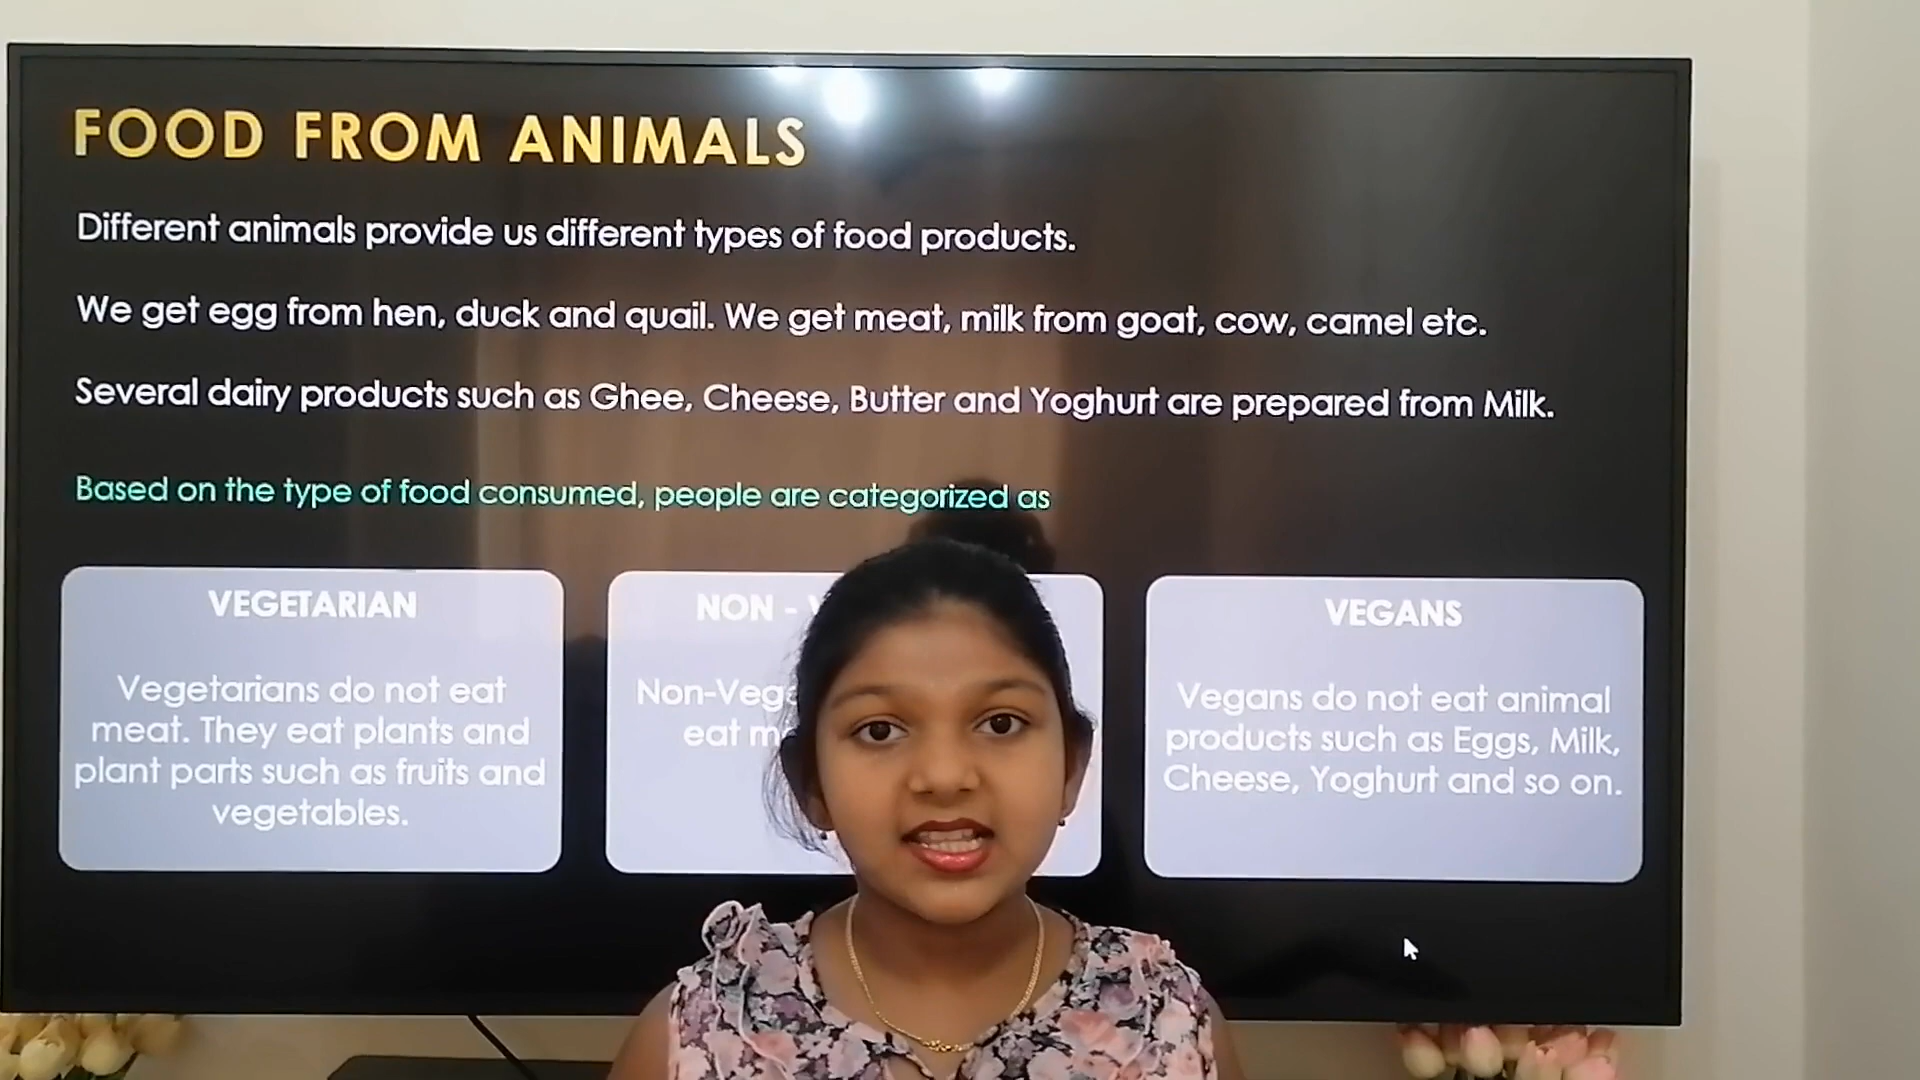 FOOD FROM ANIMALS
Different animals provide us different types of food products.
We get egg from hen, duck and quail. We get meat, milk from goat, cow, camel etc.
Several dairy products such as Ghee, Cheese, Butter and Yoghurt are prepared from Milk.
Based on the type of food consumed, people are categorized as
VEGETARIAN
Vegetarians do not eat
meat. They eat plants and
plant parts such as fruits and
vegetables.
NON -
eat
VEGANS
Vegans do not eat animal
products such as Eggs, Milk,
Cheese, Yoghurt and so on.